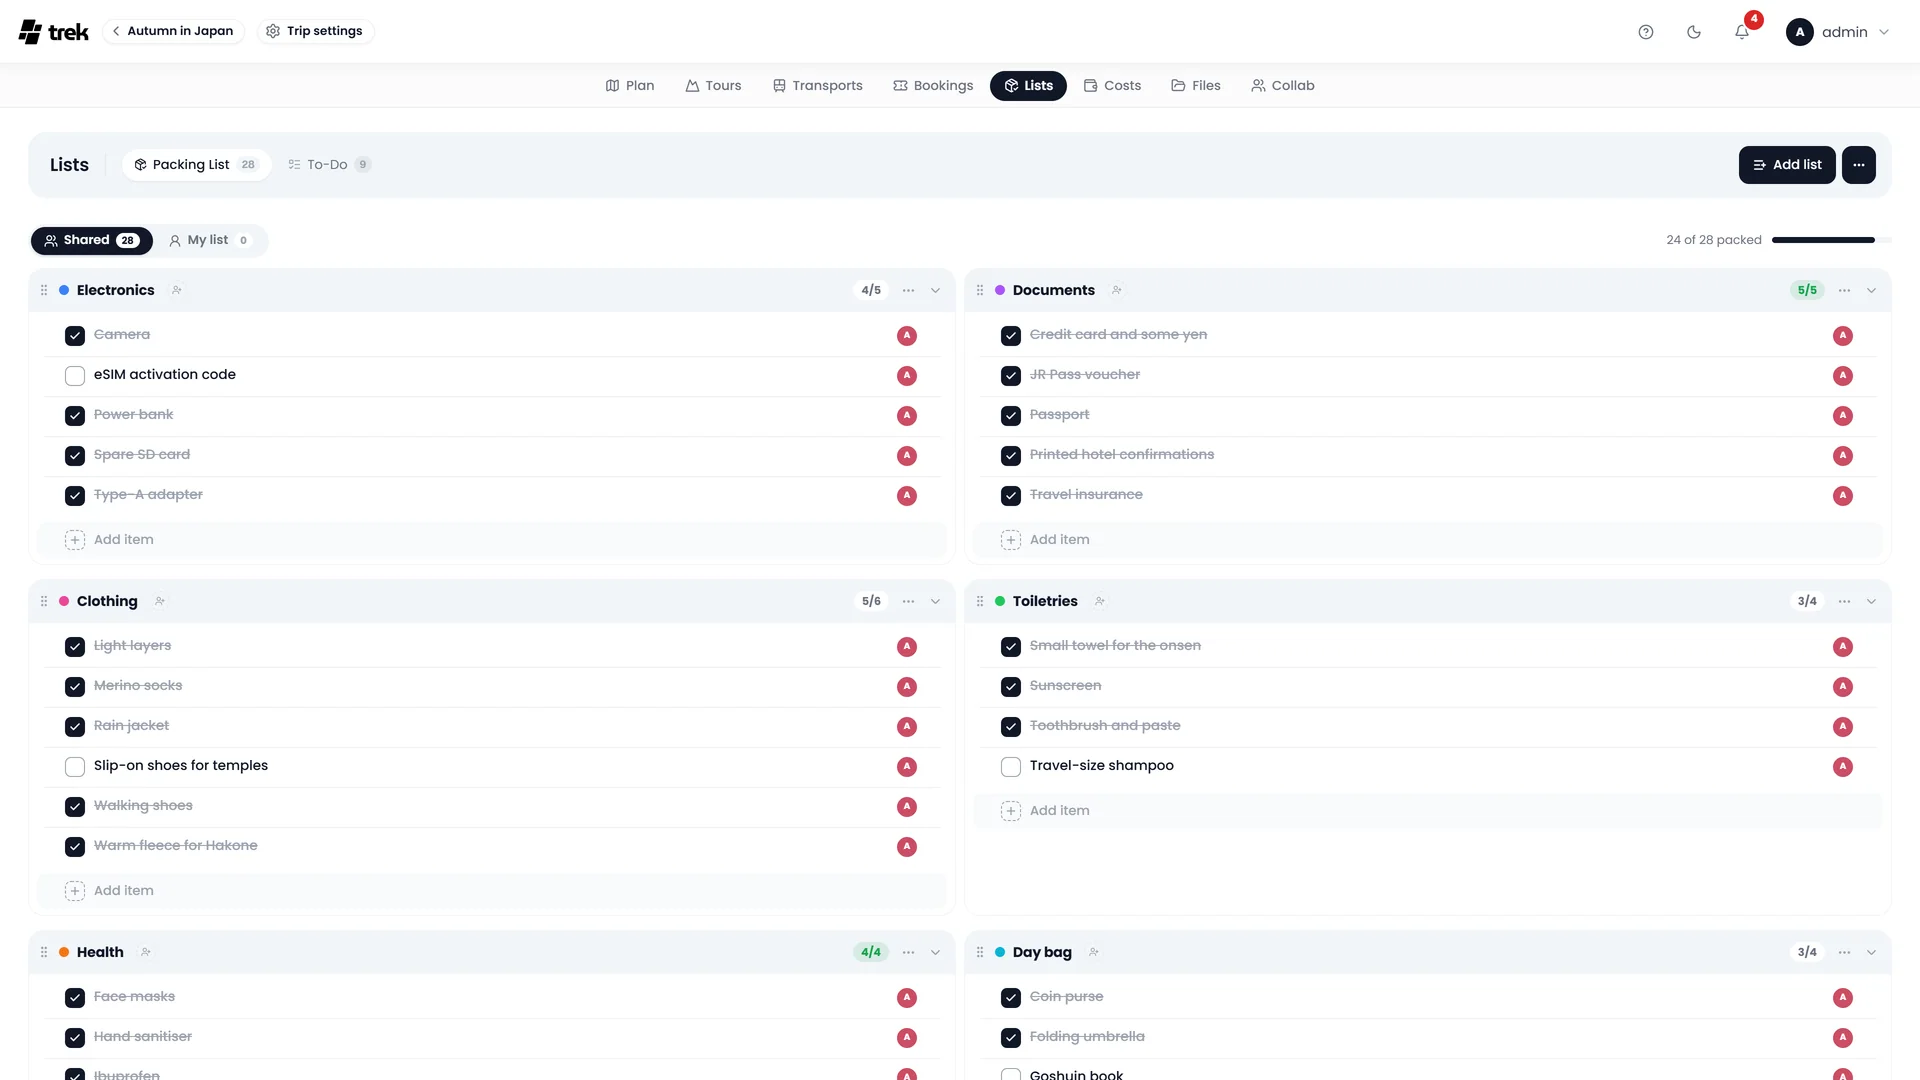 trek
Autumn in Japan
Trip settings
4
A
admin
Plan
Tours
Transports
Bookings
Lists
Costs
Files
Collab
Lists
Packing List 28
To-Do 9
Add list
Shared 28
My list 0
24 of 28 packed
Electronics
4/5
Camera
A
eSIM activation code
A
Power bank
A
Spare SD card
A
Type-A adapter
A
Add item
Documents
5/5
Credit card and some yen
A
JR Pass voucher
A
Passport
A
Printed hotel confirmations
A
Travel insurance
A
Add item
Clothing
5/6
Light layers
A
Merino socks
A
Rain jacket
A
Slip-on shoes for temples
A
Walking shoes
A
Warm fleece for Hakone
A
Add item
Toiletries
3/4
Small towel for the onsen
A
Sunscreen
A
Toothbrush and paste
A
Travel-size shampoo
A
Add item
Health
4/4
Face masks
A
Hand sanitiser
A
Ibuprofen
A
Day bag
3/4
Coin purse
A
Folding umbrella
A
Goshuin book
A